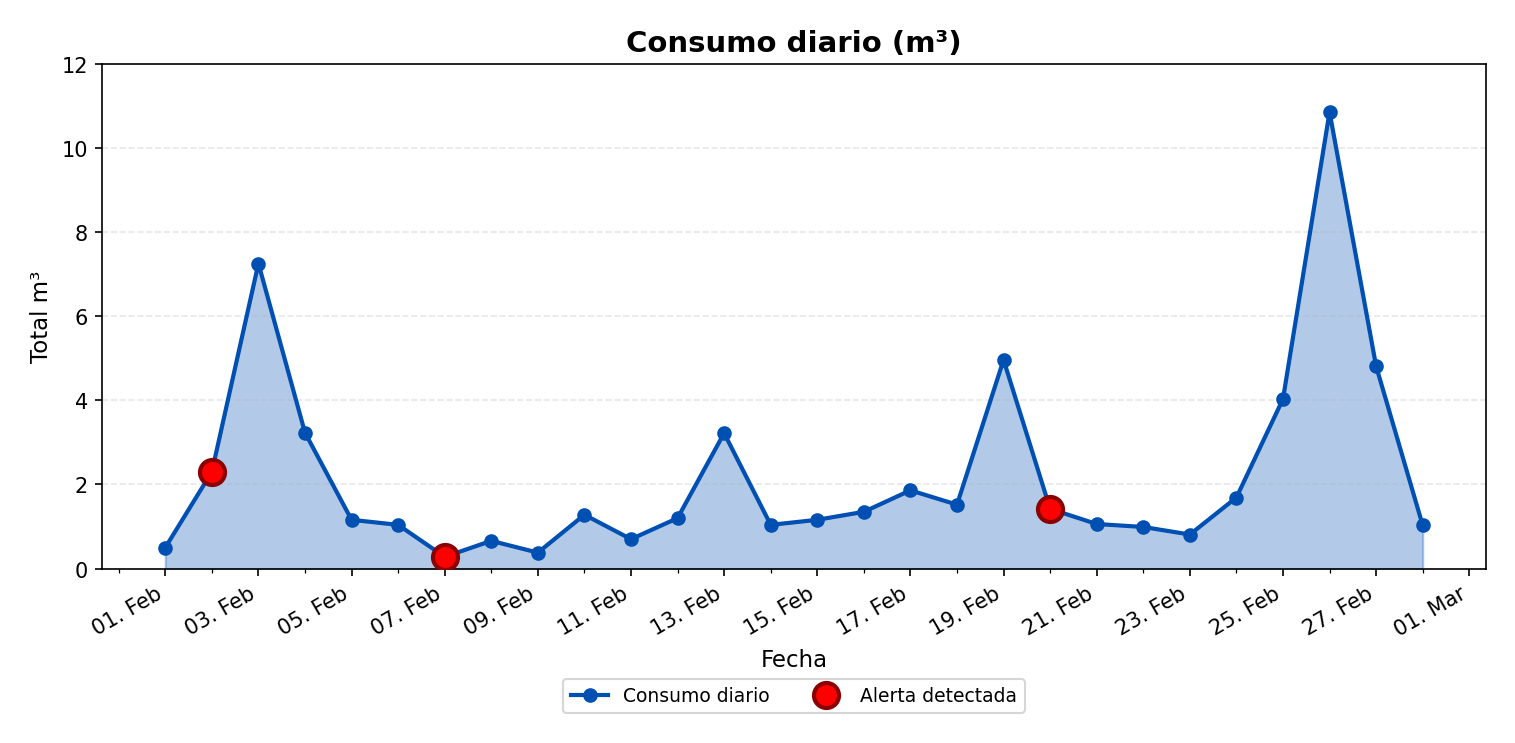 Consumo diario (m³)
12
10
8
6
4
2
0
Total m³
01. Feb
03. Feb
05. Feb
07. Feb
09. Feb
11. Feb
13. Feb
15. Feb
17. Feb
19. Feb
21. Feb
23. Feb
25. Feb
27. Feb
01. Mar
Fecha
Consumo diario
Alerta detectada